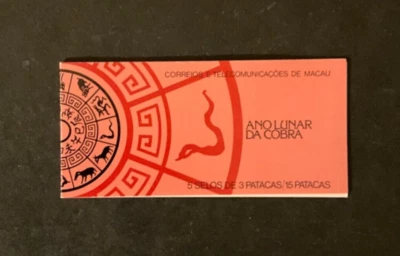 CORREIOS E TELECOMUNICAÇÕES DE MACAU
ANO LUNAR
DA COBRA
5 SELOS DE 3 PATACAS/15 PATACAS